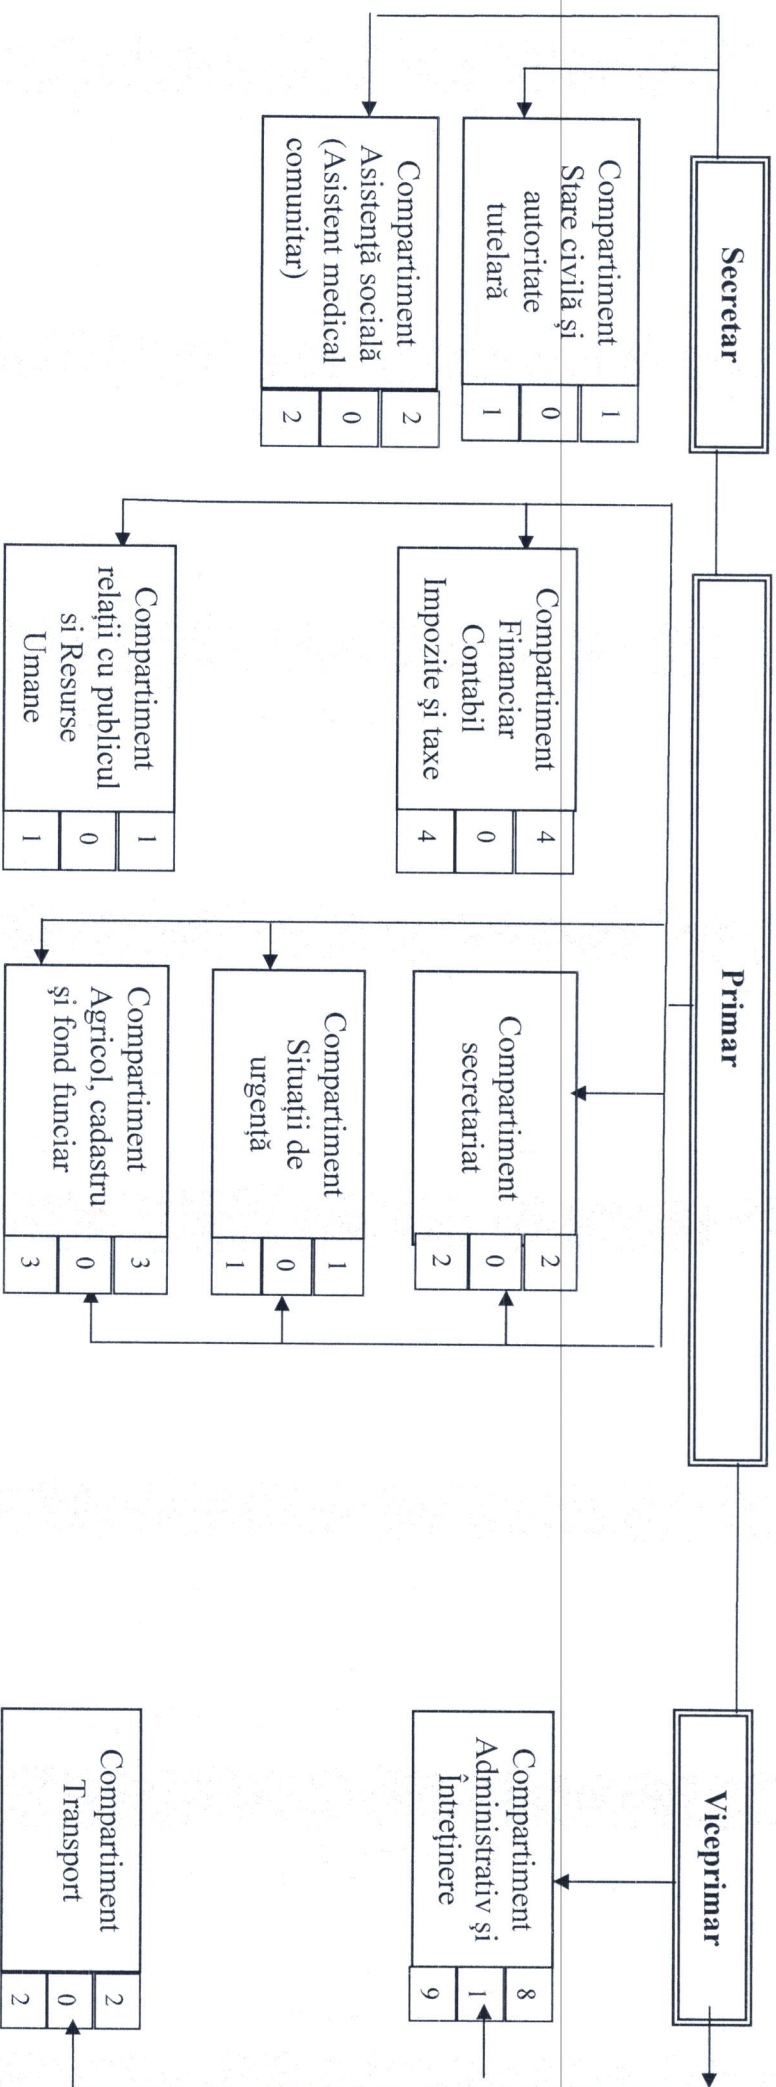 Secretar
Compartiment
Stare civilă și
autoritate
tutelară
1
0
1
Compartiment
Asistență socială
(Asistent medical
comunitar)
2
0
2
Primar
Compartiment
Financiar
Contabil
Impozite și taxe
4
0
4
Compartiment
relații cu publicul
si Resurse
Umane
1
0
1
Compartiment
secretariat
2
0
2
Compartiment
Situații de
urgență
1
0
1
Compartiment
Agricol, cadastru
și fond funciar
3
0
3
Viceprimar
Compartiment
Administrativ și
Întreținere
8
1
9
Compartiment
Transport
2
0
2